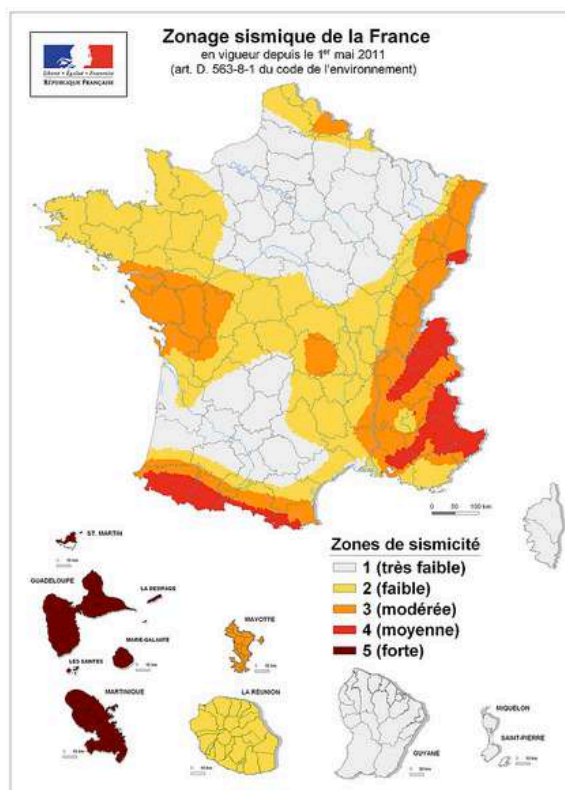 Zonage sismique de la France
en vigueur depuis le 1er mai 2011
(art. D. 563-8-1 du code de l'environnement)
Liberté • Égalité • Fraternité
RÉPUBLIQUE FRANÇAISE
0 50 100 km
ST. MARTIN
GUADELOUPE
LA DESIRADE
MARIE-GALANTE
LES SAINTES
MARTINIQUE
MAYOTTE
LA RÉUNION
Zones de sismicité
1 (très faible)
2 (faible)
3 (modérée)
4 (moyenne)
5 (forte)
GUYANE
MIQUELON
SAINT-PIERRE